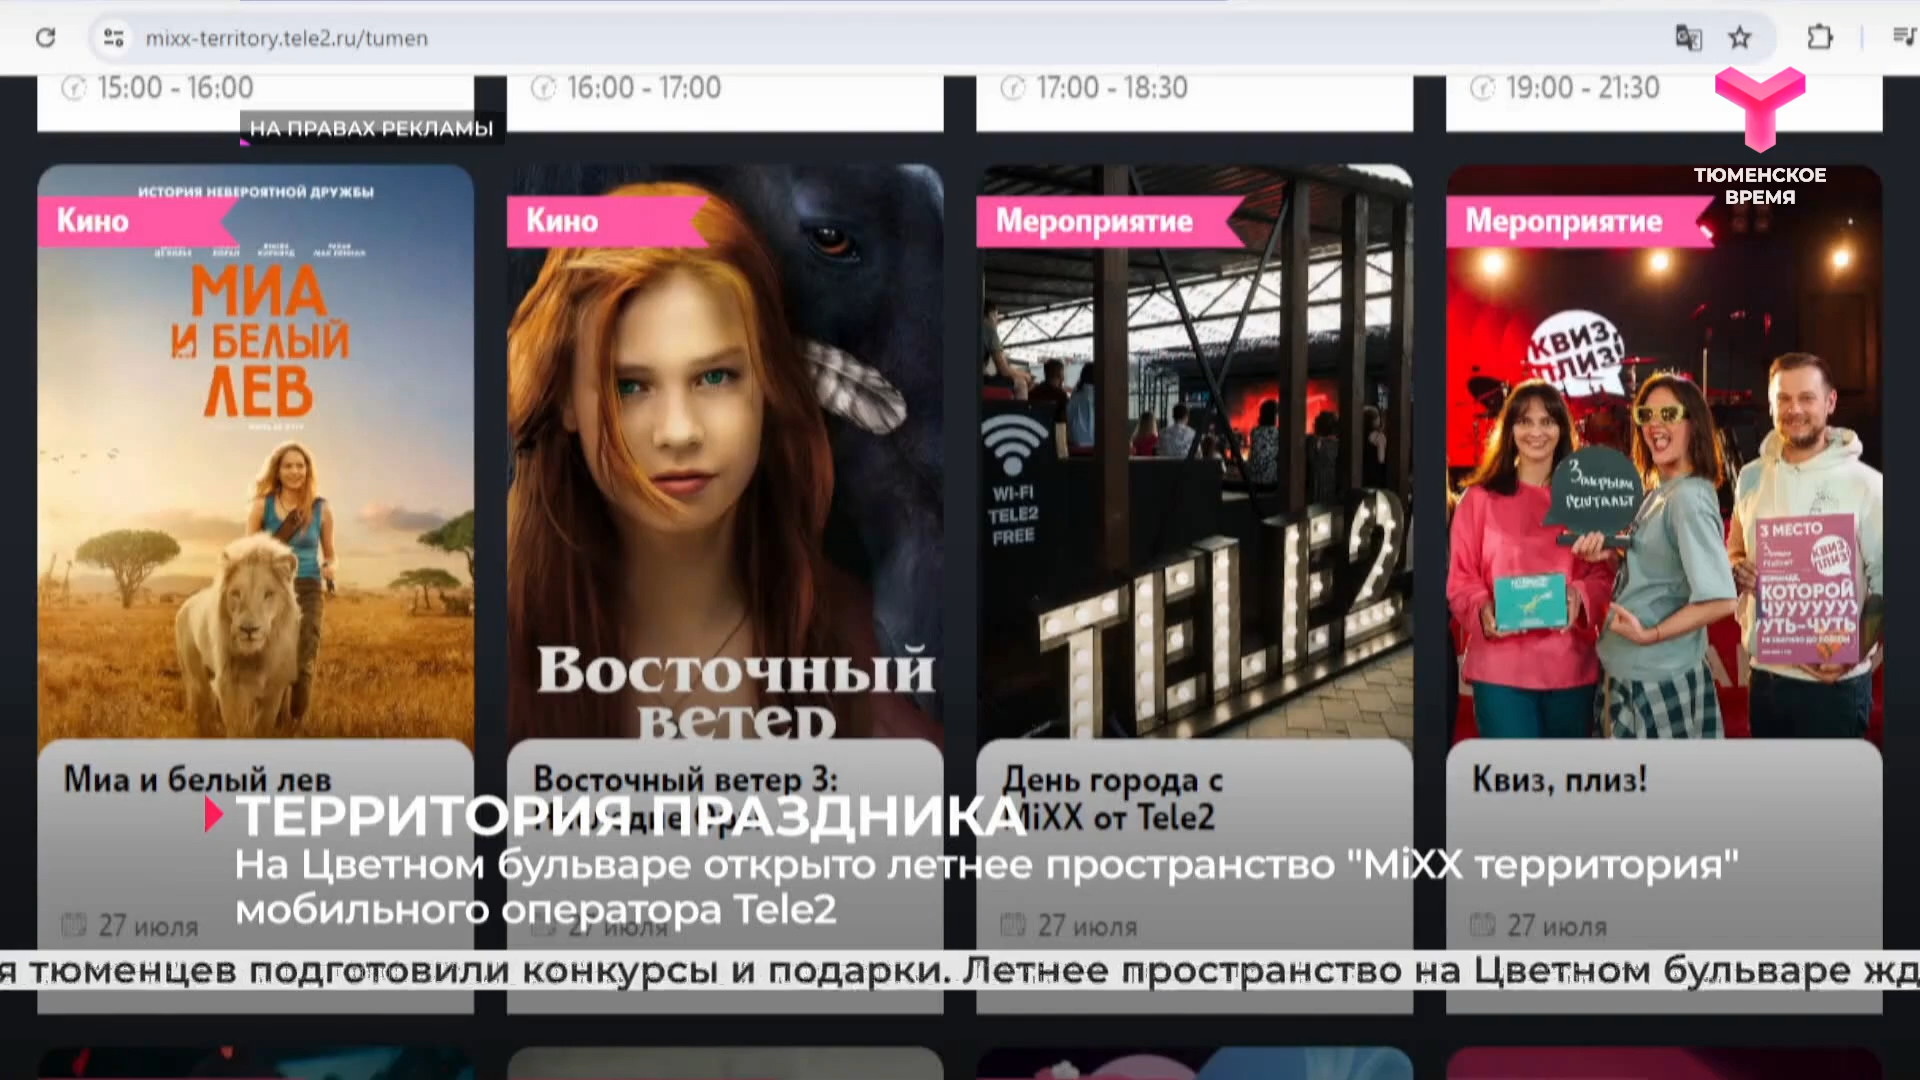 mixx-territory.tele2.ru/tumen
15:00 - 16:00
16:00 - 17:00
17:00 - 18:30
19:00 - 21:30
НА ПРАВАХ РЕКЛАМЫ
ТЮМЕНСКОЕ
ВРЕМЯ
ИСТОРИЯ НЕВЕРОЯТНОЙ ДРУЖБЫ
Кино
МИА
И БЕЛЫЙ
ЛЕВ
Кино
Восточный
ветер
Мероприятие
WI-FI
TELE2
FREE
TELE2
Мероприятие
КВИЗ,
ПЛИЗ!
3 МЕСТО
КВИЗ
ПЛИЗ
КОТОРОЙ
ЧУУУУУУУ
УТЬ-ЧУТЬ
Миа и белый лев
Восточный ветер 3:
День города с
MiXX от Tele2
Квиз, плиз!
ТЕРРИТОРИЯ ПРАЗДНИКА
На Цветном бульваре открыто летнее пространство "MiXX территория"
мобильного оператора Tele2
27 июля
27 июля
27 июля
27 июля
я тюменцев подготовили конкурсы и подарки. Летнее пространство на Цветном бульваре жд